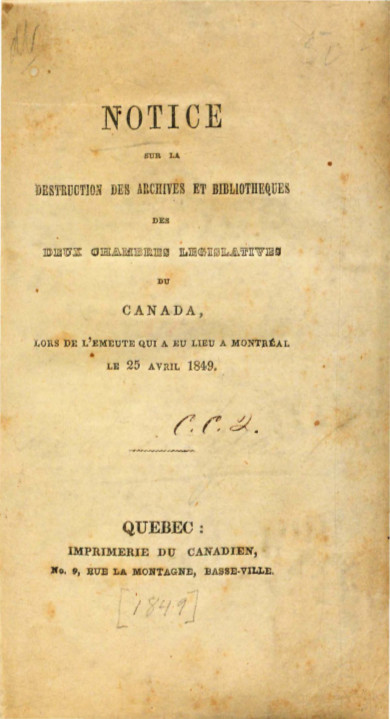 NOTICE
SUR LA
DESTRUCTION DES ARCHIVES ET BIBLIOTHEQUES
DES
DEUX CHAMBRES LEGISLATIVES
DU
CANADA,
LORS DE L'EMEUTE QUI A EU LIEU A MONTRÉAL
LE 25 AVRIL 1849.
QUEBEC :
IMPRIMERIE DU CANADIEN,
No. 9, RUE LA MONTAGNE, BASSE-VILLE.
[1849]